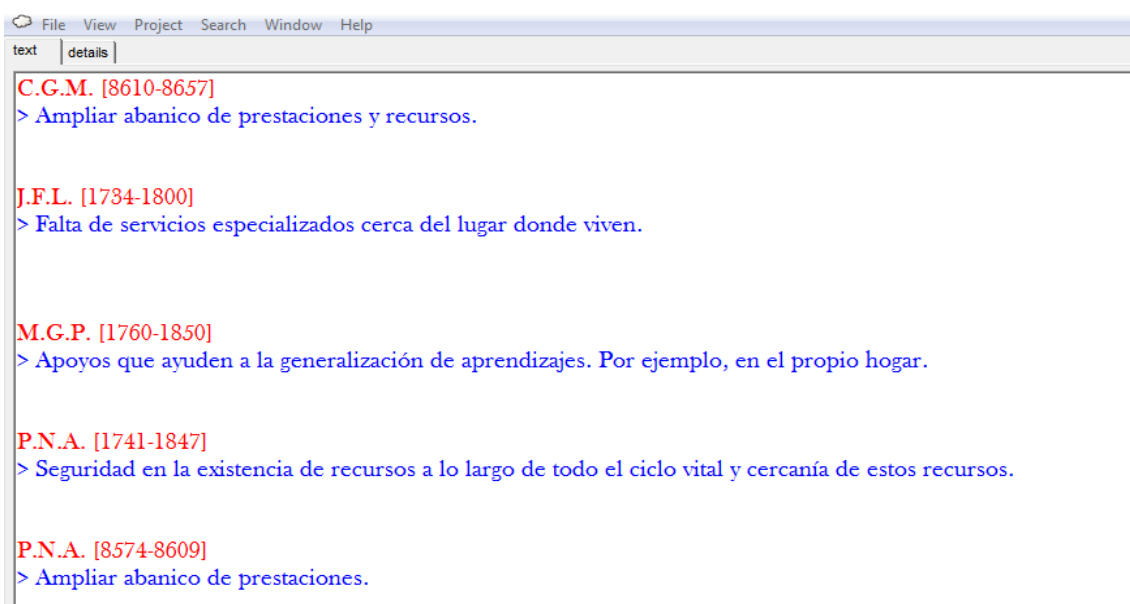 File View Project Search Window Help
text details
C.G.M. [8610-8657]
> Ampliar abanico de prestaciones y recursos.
J.F.L. [1734-1800]
> Falta de servicios especializados cerca del lugar donde viven.
M.G.P. [1760-1850]
> Apoyos que ayuden a la generalización de aprendizajes. Por ejemplo, en el propio hogar.
P.N.A. [1741-1847]
> Seguridad en la existencia de recursos a lo largo de todo el ciclo vital y cercanía de estos recursos.
P.N.A. [8574-8609]
> Ampliar abanico de prestaciones.